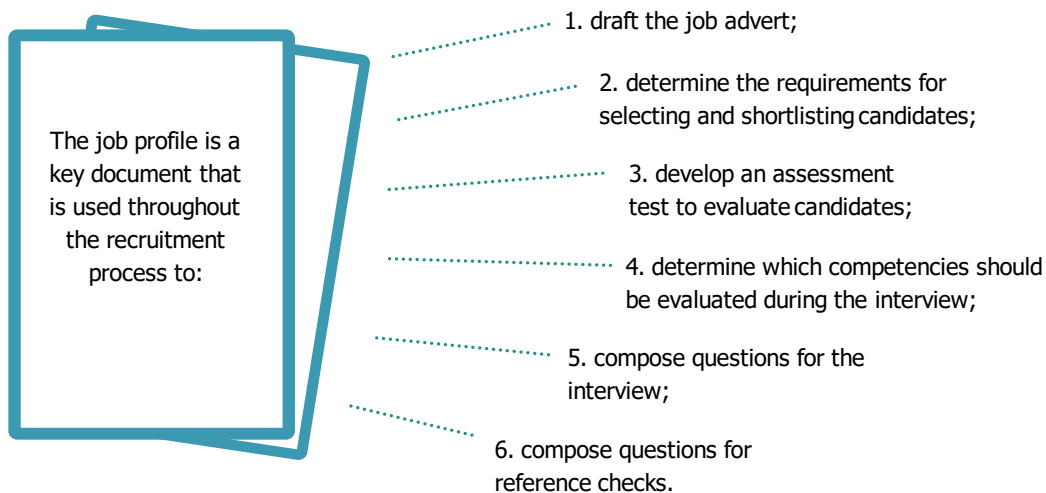 The job profile is a
key document that
is used throughout
the recruitment
process to:
1. draft the job advert;
2. determine the requirements for
selecting and shortlisting candidates;
3. develop an assessment
test to evaluate candidates;
4. determine which competencies should
be evaluated during the interview;
5. compose questions for the
interview;
6. compose questions for
reference checks.